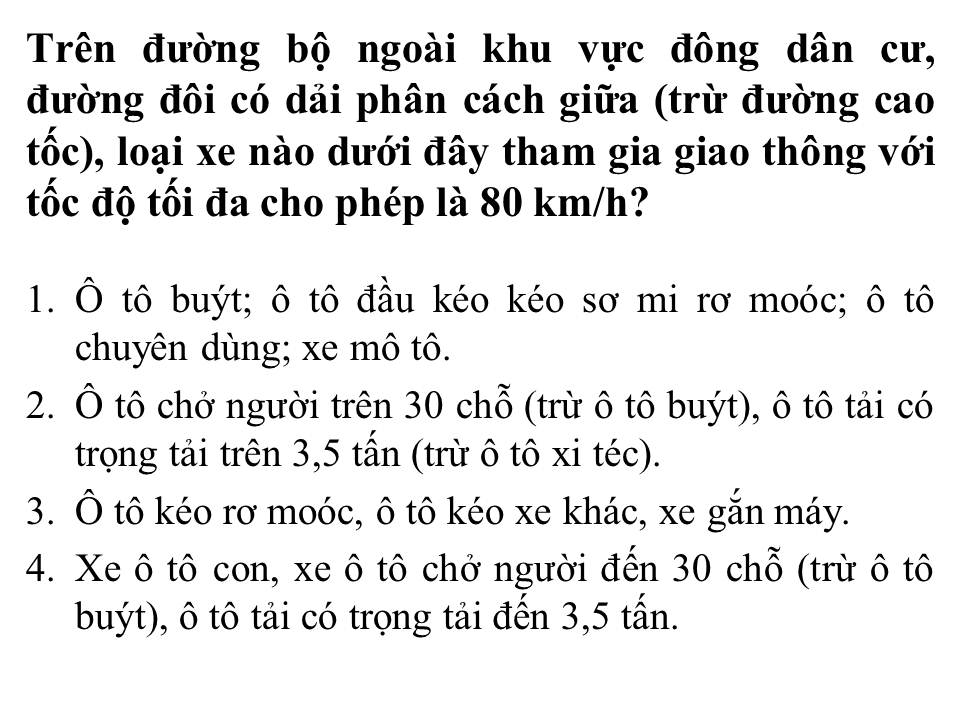 Trên đường bộ ngoài khu vực đông dân cư,
đường đôi có dải phân cách giữa (trừ đường cao
tốc), loại xe nào dưới đây tham gia giao thông với
tốc độ tối đa cho phép là 80 km/h?
1. Ô tô buýt; ô tô đầu kéo kéo sơ mi rơ moóc; ô tô
chuyên dùng; xe mô tô.
2. Ô tô chở người trên 30 chỗ (trừ ô tô buýt), ô tô tải có
trọng tải trên 3,5 tấn (trừ ô tô xi téc).
3. Ô tô kéo rơ moóc, ô tô kéo xe khác, xe gắn máy.
4. Xe ô tô con, xe ô tô chở người đến 30 chỗ (trừ ô tô
buýt), ô tô tải có trọng tải đến 3,5 tấn.